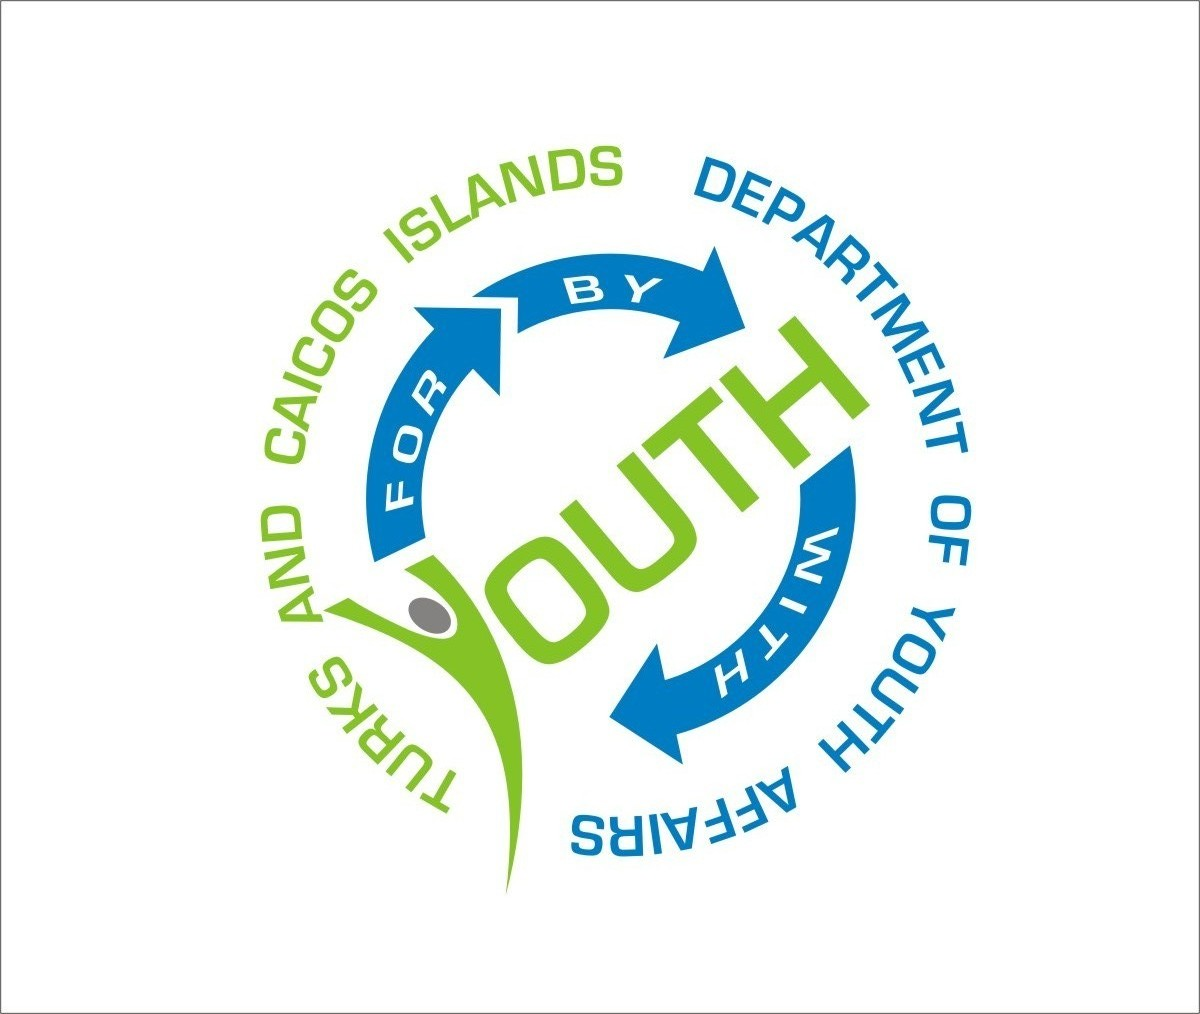 TURKS AND CAICOS ISLANDS
DEPARTMENT OF YOUTH AFFAIRS
FOR
BY
WITH
YOUTH